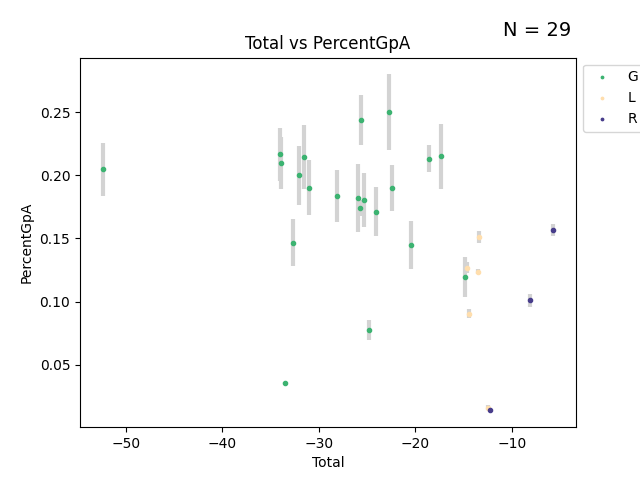 N = 29
Total vs PercentGpA
G
L
R
0.25
0.20
0.15
0.10
0.05
PercentGpA
−50 −40 −30 −20 −10
Total